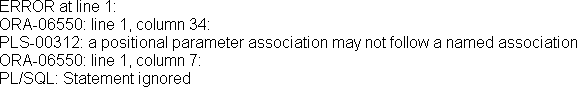 ERROR at line 1:
ORA-06550: line 1, column 34:
PLS-00312: a positional parameter association may not follow a named association
ORA-06550: line 1, column 7:
PL/SQL: Statement ignored